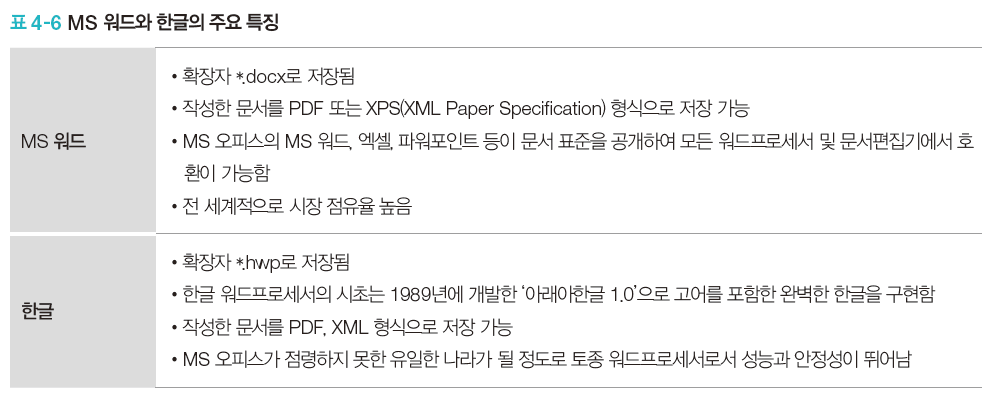 표 4-6 MS 워드와 한글의 주요 특징
MS 워드
• 확장자 *.docx로 저장됨
• 작성한 문서를 PDF 또는 XPS(XML Paper Specification) 형식으로 저장 가능
• MS 오피스의 MS 워드, 엑셀, 파워포인트 등이 문서 표준을 공개하여 모든 워드프로세서 및 문서편집기에서 호
환이 가능함
• 전 세계적으로 시장 점유율 높음
한글
• 확장자 *.hwp로 저장됨
• 한글 워드프로세서의 시초는 1989년에 개발한 ‘아래아한글 1.0’으로 고어를 포함한 완벽한 한글을 구현함
• 작성한 문서를 PDF, XML 형식으로 저장 가능
• MS 오피스가 점령하지 못한 유일한 나라가 될 정도로 토종 워드프로세서로서 성능과 안정성이 뛰어남